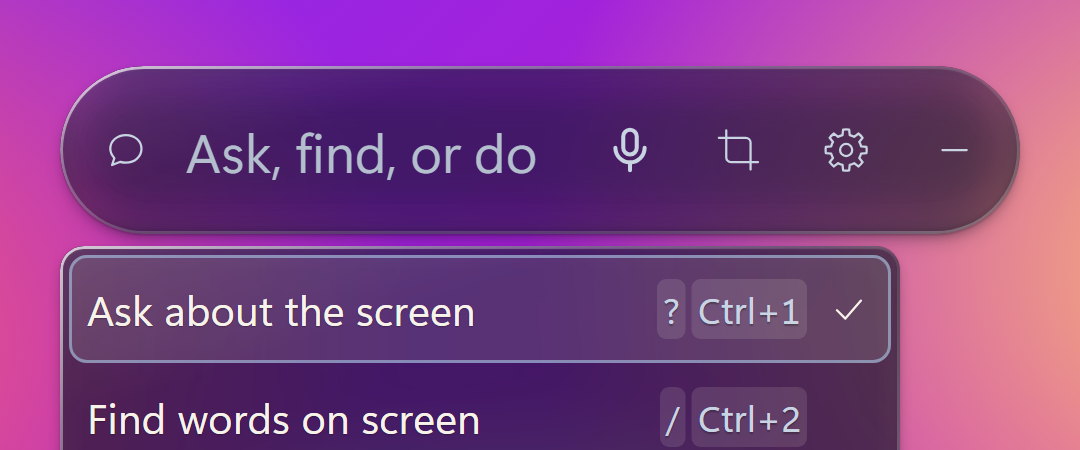 Ask, find, or do
Ask about the screen ? Ctrl+1
Find words on screen / Ctrl+2